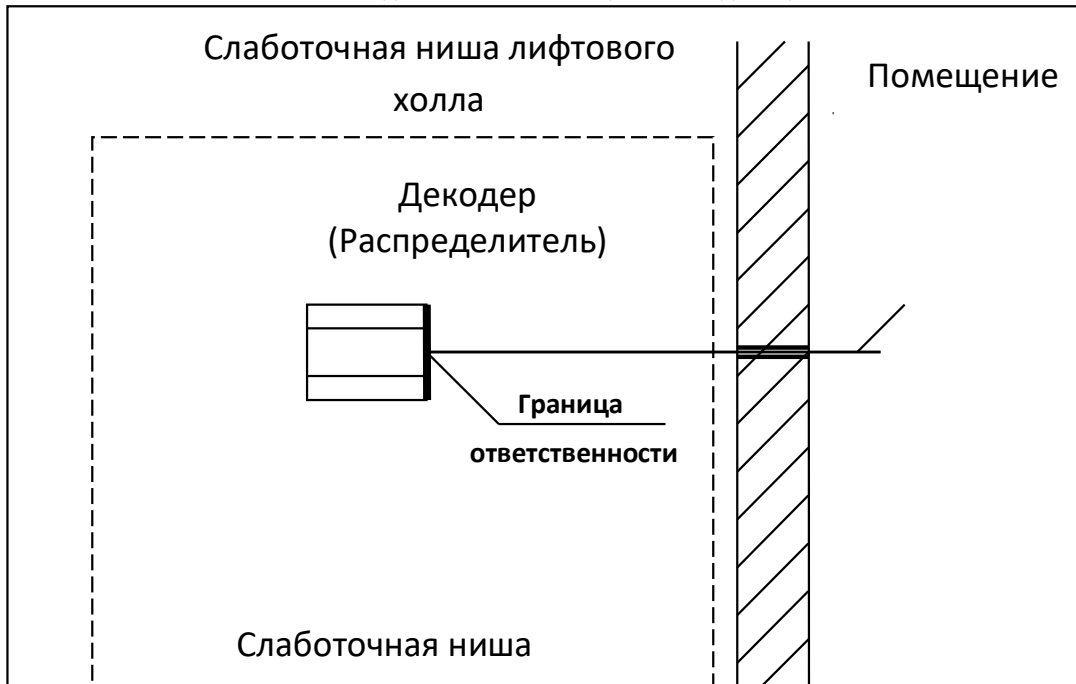 Слаботочная ниша лифтового
холла
Помещение
Декодер
(Распределитель)
Граница
ответственности
Слаботочная ниша